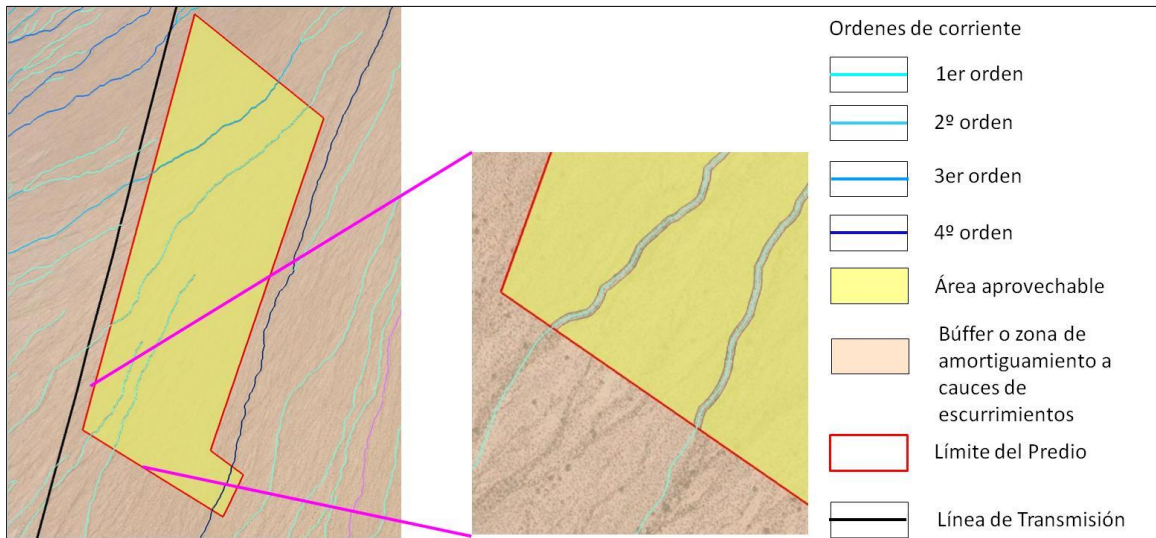 Ordenes de corriente
1er orden
2º orden
3er orden
4º orden
Área aprovechable
Búffer o zona de
amortiguamiento a
cauces de
escurrimientos
Límite del Predio
Línea de Transmisión